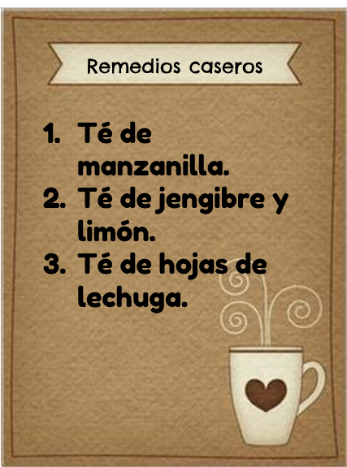 Remedios caseros
1. Té de
manzanilla.
2. Té de jengibre y
limón.
3. Té de hojas de
lechuga.